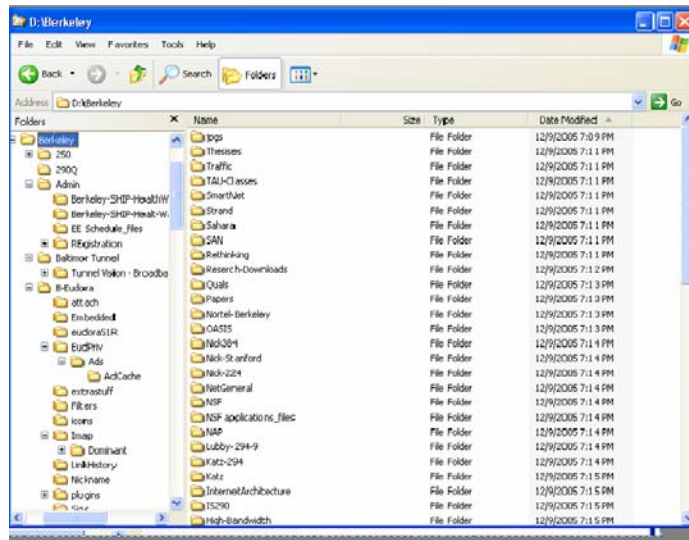 D:\Berkeley
File Edit View Favorites Tools Help
Back Search Folders
Address D:\Berkeley Go
Folders
Berkeley
250
290Q
Admin
Berkeley-SHIP-HealthW
Berkeley-SHIP-Healt-W
EE Schedule_files
REgistration
Baltimor Tunnel
Tunnel Vision - Broadba
B-Eudora
attach
Embedded
eudora51R
EudPriv
Ads
AdCache
extrastuff
Filters
icons
Imap
Dominant
LinkHistory
Nickname
plugins
Name Size Type Date Modified
jpgs File Folder 12/9/2005 7:09 PM
Thesises File Folder 12/9/2005 7:11 PM
Traffic File Folder 12/9/2005 7:11 PM
TAU-Classes File Folder 12/9/2005 7:11 PM
SmartNet File Folder 12/9/2005 7:11 PM
Strand File Folder 12/9/2005 7:11 PM
Sahara File Folder 12/9/2005 7:11 PM
SAN File Folder 12/9/2005 7:11 PM
Rethinking File Folder 12/9/2005 7:11 PM
Reserch-Downloads File Folder 12/9/2005 7:12 PM
Quals File Folder 12/9/2005 7:13 PM
Papers File Folder 12/9/2005 7:13 PM
Nortel-Berkeley File Folder 12/9/2005 7:13 PM
OASIS File Folder 12/9/2005 7:13 PM
Nick384 File Folder 12/9/2005 7:14 PM
Nick-Stanford File Folder 12/9/2005 7:14 PM
Nick-224 File Folder 12/9/2005 7:14 PM
NetGeneral File Folder 12/9/2005 7:14 PM
NSF File Folder 12/9/2005 7:14 PM
NSF applications_files File Folder 12/9/2005 7:14 PM
NAP File Folder 12/9/2005 7:14 PM
Lubby-294-9 File Folder 12/9/2005 7:14 PM
Katz-294 File Folder 12/9/2005 7:14 PM
Katz File Folder 12/9/2005 7:14 PM
InternetArchitecture File Folder 12/9/2005 7:15 PM
IS290 File Folder 12/9/2005 7:15 PM
High-Bandwidth File Folder 12/9/2005 7:15 PM